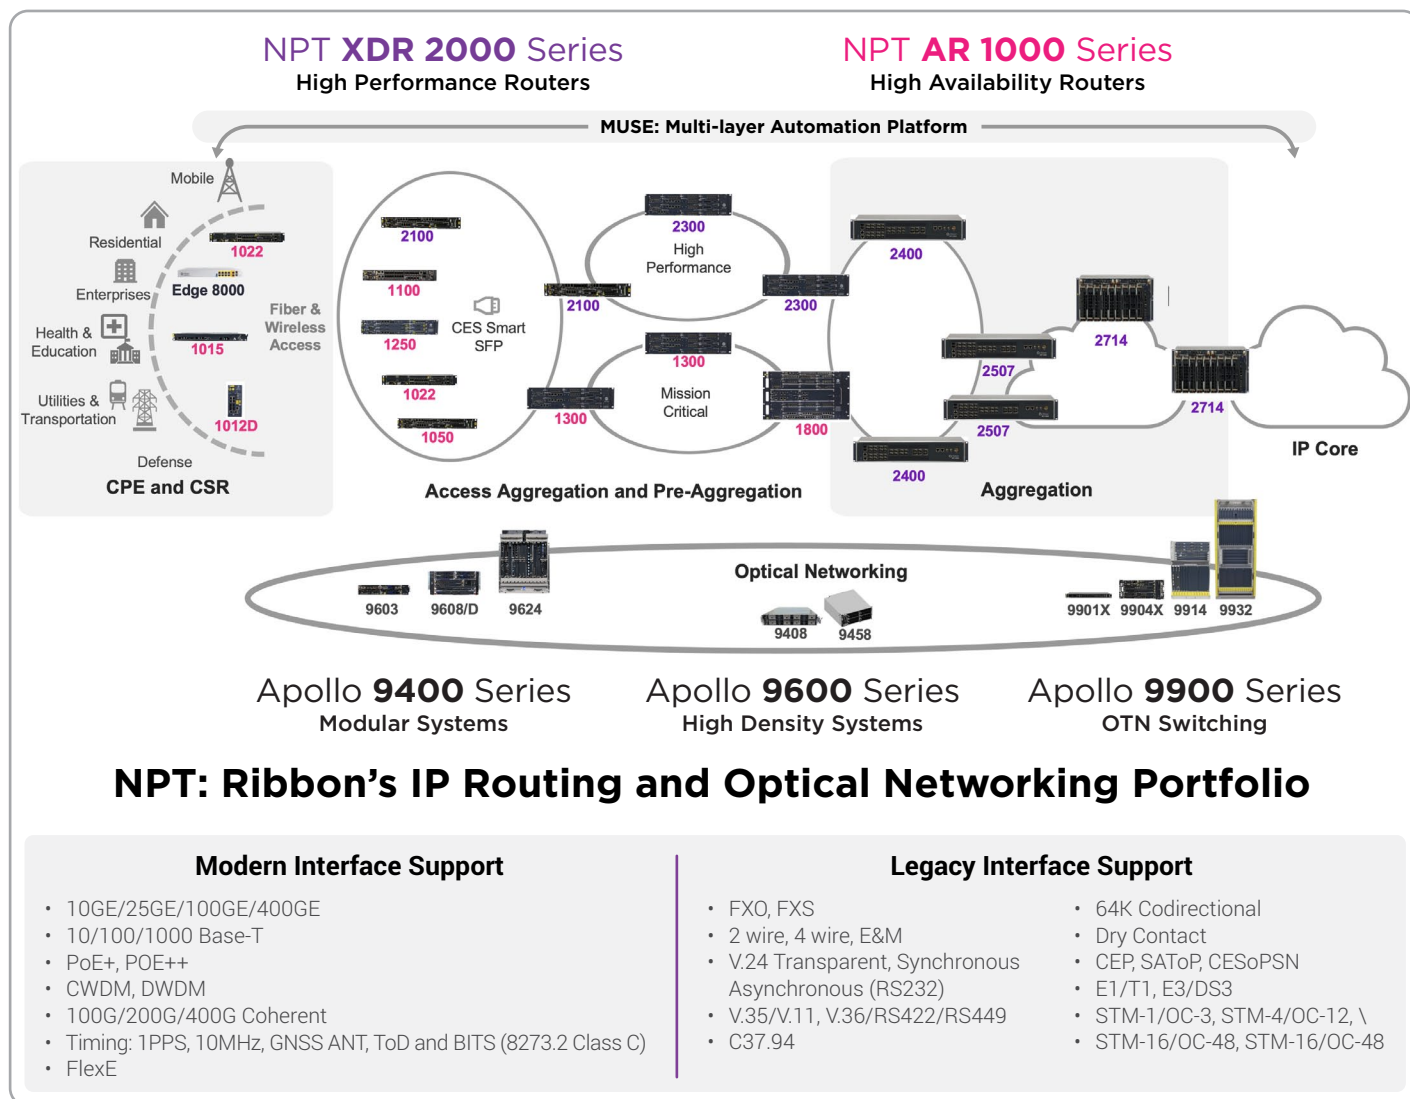 NPT XDR 2000 Series
High Performance Routers
NPT AR 1000 Series
High Availability Routers
MUSE: Multi-layer Automation Platform
Mobile
Residential
Enterprises
Health &
Education
Utilities &
Transportation
Defense
1022
Edge 8000
1015
1012D
Fiber &
Wireless
Access
CPE and CSR
2100
1100
1250
1022
1050
CES Smart
SFP
2100
1300
2300
High
Performance
2300
1300
Mission
Critical
1800
Access Aggregation and Pre-Aggregation
2400
2507
2507
2400
2714
2714
Aggregation
IP Core
Optical Networking
9603
9608/D
9624
9408
9458
9901X
9904X
9914
9932
Apollo 9400 Series
Modular Systems
Apollo 9600 Series
High Density Systems
Apollo 9900 Series
OTN Switching
NPT: Ribbon’s IP Routing and Optical Networking Portfolio
Modern Interface Support
• 10GE/25GE/100GE/400GE
• 10/100/1000 Base-T
• PoE+, POE++
• CWDM, DWDM
• 100G/200G/400G Coherent
• Timing: 1PPS, 10MHz, GNSS ANT, ToD and BITS (8273.2 Class C)
• FlexE
Legacy Interface Support
• FXO, FXS
• 2 wire, 4 wire, E&M
• V.24 Transparent, Synchronous
Asynchronous (RS232)
• V.35/V.11, V.36/RS422/RS449
• C37.94
• 64K Codirectional
• Dry Contact
• CEP, SAToP, CESoPSN
• E1/T1, E3/DS3
• STM-1/OC-3, STM-4/OC-12, \
• STM-16/OC-48, STM-16/OC-48